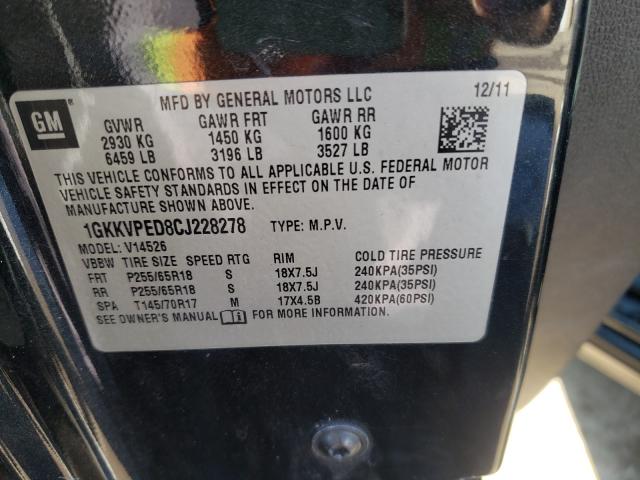 MFD BY GENERAL MOTORS LLC 12/11
GM
GVWR GAWR FRT GAWR RR
2930 KG 1450 KG 1600 KG
6459 LB 3196 LB 3527 LB
THIS VEHICLE CONFORMS TO ALL APPLICABLE U.S. FEDERAL MOTOR
VEHICLE SAFETY STANDARDS IN EFFECT ON THE DATE OF
MANUFACTURE SHOWN ABOVE.
1GKKVPED8CJ228278 TYPE: M.P.V.
MODEL: V14526
VBBW TIRE SIZE SPEED RTG RIM COLD TIRE PRESSURE
FRT P255/65R18 S 18X7.5J 240KPA(35PSI)
RR P255/65R18 S 18X7.5J 240KPA(35PSI)
SPA T145/70R17 M 17X4.5B 420KPA(60PSI)
SEE OWNER'S MANUAL FOR MORE INFORMATION.